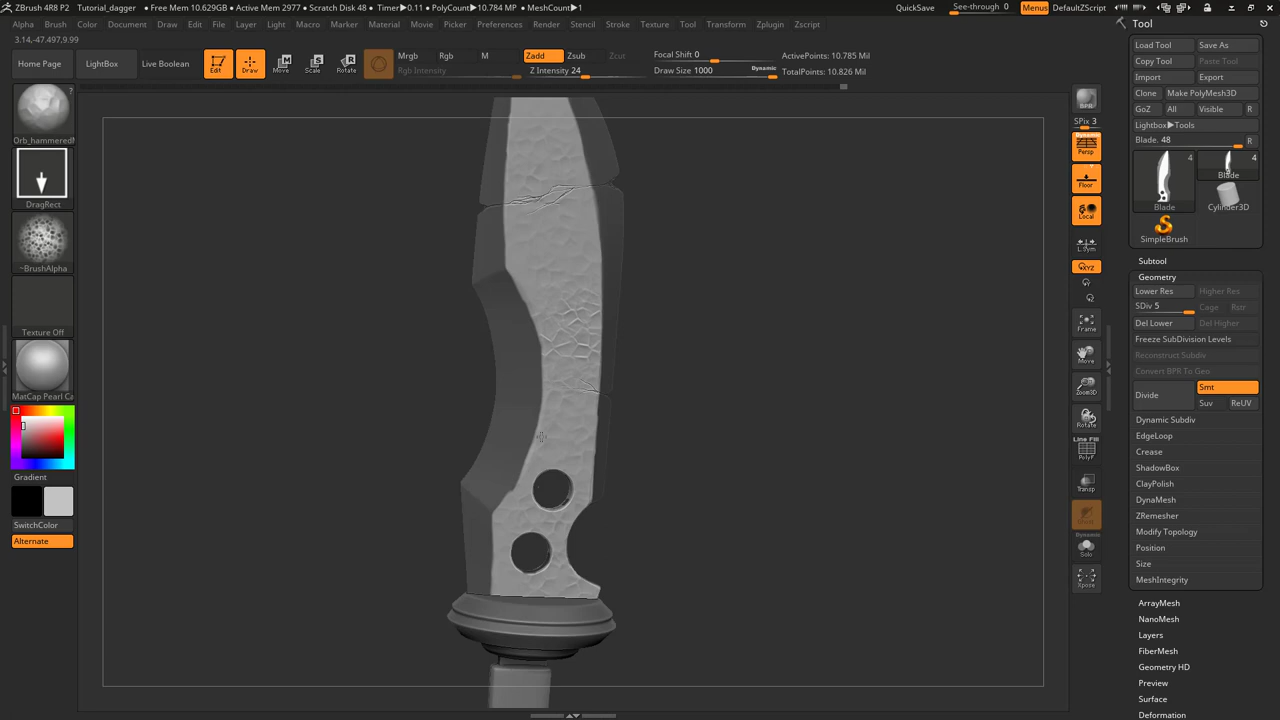 ZBrush 4R8 P2 Tutorial_dagger • Free Mem 10.629GB • Active Mem 2977 • Scratch Disk 48 • Timer▶0.11 • PolyCount▶10.784 MP • MeshCount▶1 QuickSave See-through 0 Menus DefaultZScript
Alpha Brush Color Document Draw Edit File Layer Light Macro Marker Material Movie Picker Preferences Render Stencil Stroke Texture Tool Transform Zplugin Zscript
3.14,-47.497,9.99
Home Page LightBox Live Boolean Edit Draw Move Scale Rotate
Mrgb Rgb M Zadd Zsub Zcut Focal Shift 0 ActivePoints: 10.785 Mil
Rgb Intensity Z Intensity 24 Draw Size 1000 Dynamic TotalPoints: 10.826 Mil
?
Orb_hammered
DragRect
~BrushAlpha
Texture Off
MatCap Pearl Ca
Gradient
SwitchColor
Alternate
BPR
SPix 3
Dynamic
Persp
Floor
Local
L.Sym
XYZ
Frame
Move
Zoom3D
Rotate
Line Fill
PolyF
Transp
Ghost
Dynamic
Solo
Xpose
Tool
Load Tool Save As
Copy Tool Paste Tool
Import Export
Clone Make PolyMesh3D
GoZ All Visible R
Lightbox▶Tools
Blade. 48 R
4 4
Blade
Blade Cylinder3D
SimpleBrush
Subtool
Geometry
Lower Res Higher Res
SDiv 5 Cage Rstr
Del Lower Del Higher
Freeze SubDivision Levels
Reconstruct Subdiv
Convert BPR To Geo
Divide Smt
Suv ReUV
Dynamic Subdiv
EdgeLoop
Crease
ShadowBox
ClayPolish
DynaMesh
ZRemesher
Modify Topology
Position
Size
MeshIntegrity
ArrayMesh
NanoMesh
Layers
FiberMesh
Geometry HD
Preview
Surface
Deformation